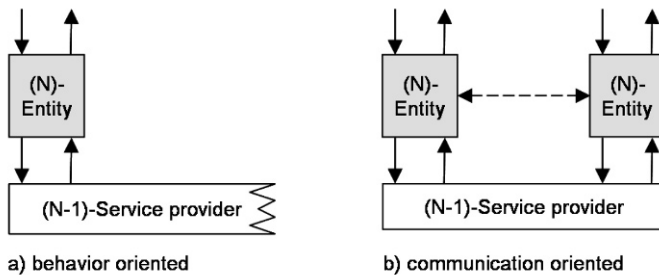 (N)-
Entity
(N-1)-Service provider
a) behavior oriented
(N)-
Entity
(N)-
Entity
(N-1)-Service provider
b) communication oriented